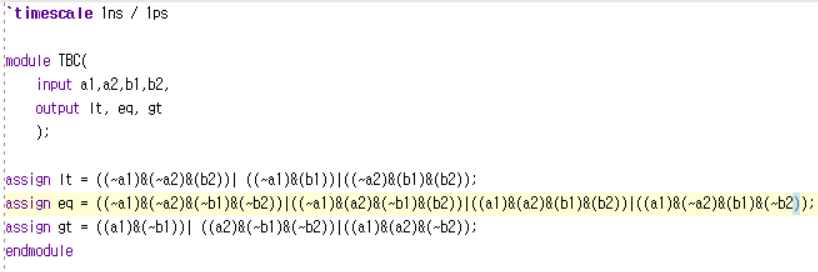 `timescale 1ns / 1ps
module TBC(
input a1,a2,b1,b2,
output lt, eq, gt
);
assign lt = ((~a1)&(~a2)&(b2))| ((~a1)&(b1))|((~a2)&(b1)&(b2));
assign eq = ((~a1)&(~a2)&(~b1)&(~b2))|((~a1)&(a2)&(~b1)&(b2))|((a1)&(a2)&(b1)&(b2))|((a1)&(~a2)&(b1)&(~b2));
assign gt = ((a1)&(~b1))| ((a2)&(~b1)&(~b2))|((a1)&(a2)&(~b2));
endmodule